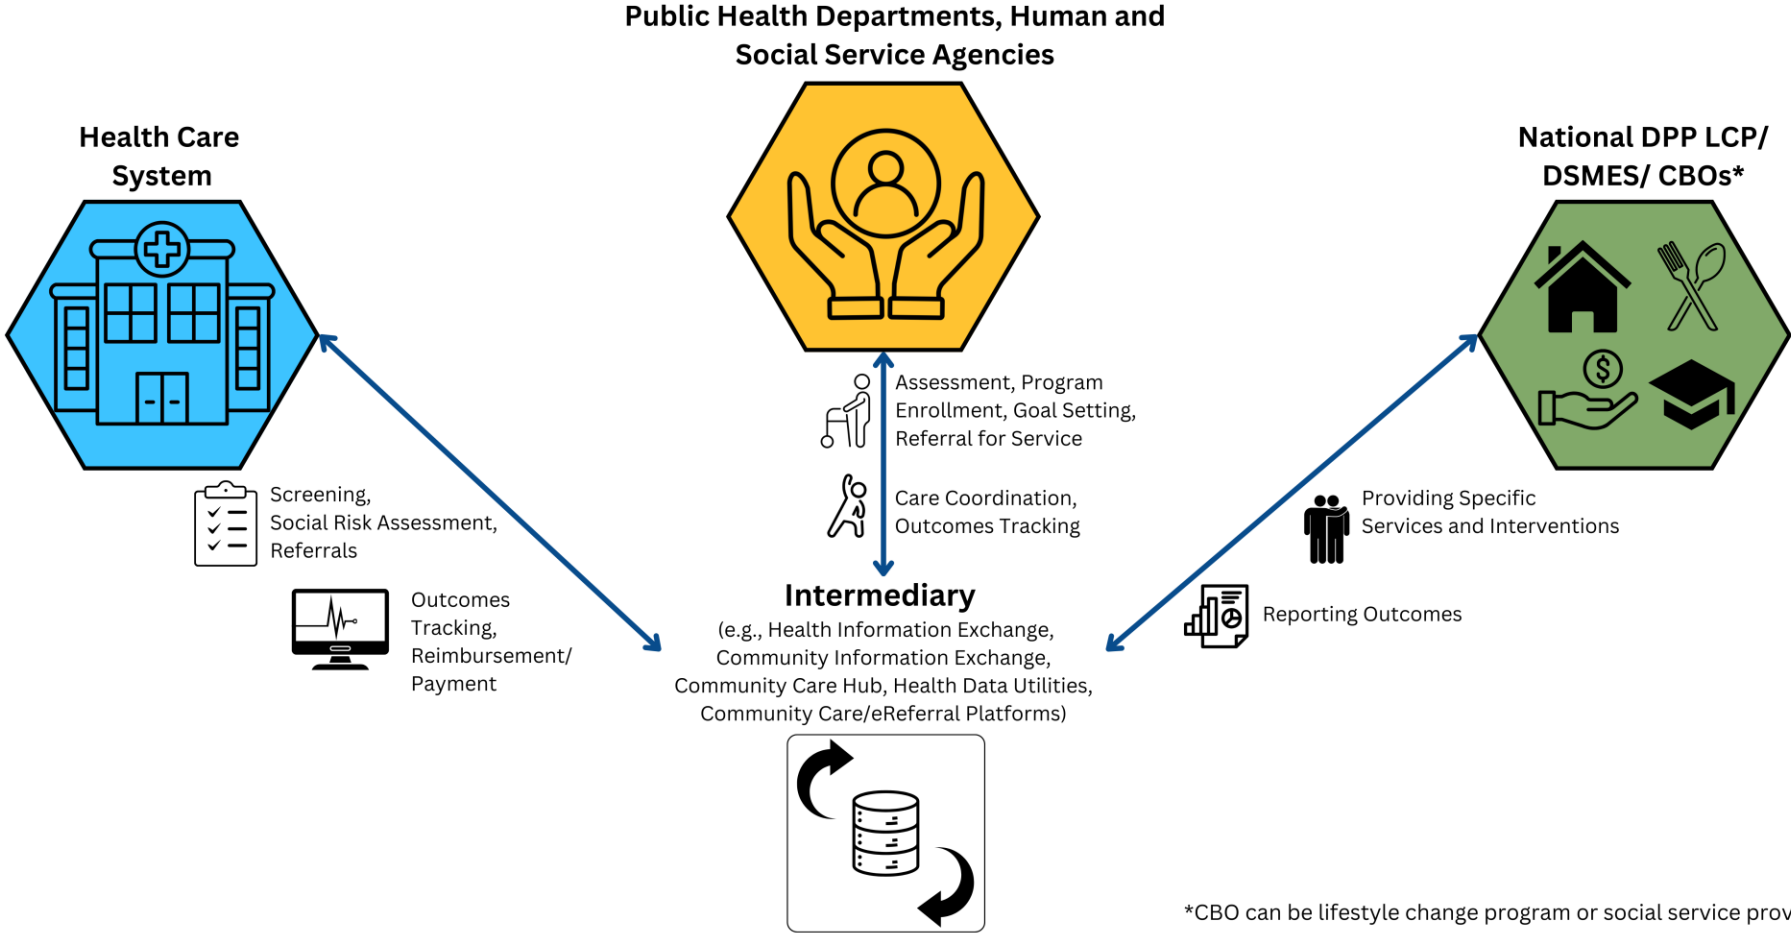 Public Health Departments, Human and
Social Service Agencies
Health Care
System
National DPP LCP/
DSMES/ CBOs*
Assessment, Program
Enrollment, Goal Setting,
Referral for Service
Care Coordination,
Outcomes Tracking
Screening,
Social Risk Assessment,
Referrals
Outcomes
Tracking,
Reimbursement/
Payment
Providing Specific
Services and Interventions
Reporting Outcomes
Intermediary
(e.g., Health Information Exchange,
Community Information Exchange,
Community Care Hub, Health Data Utilities,
Community Care/eReferral Platforms)
$
*CBO can be lifestyle change program or social service prov